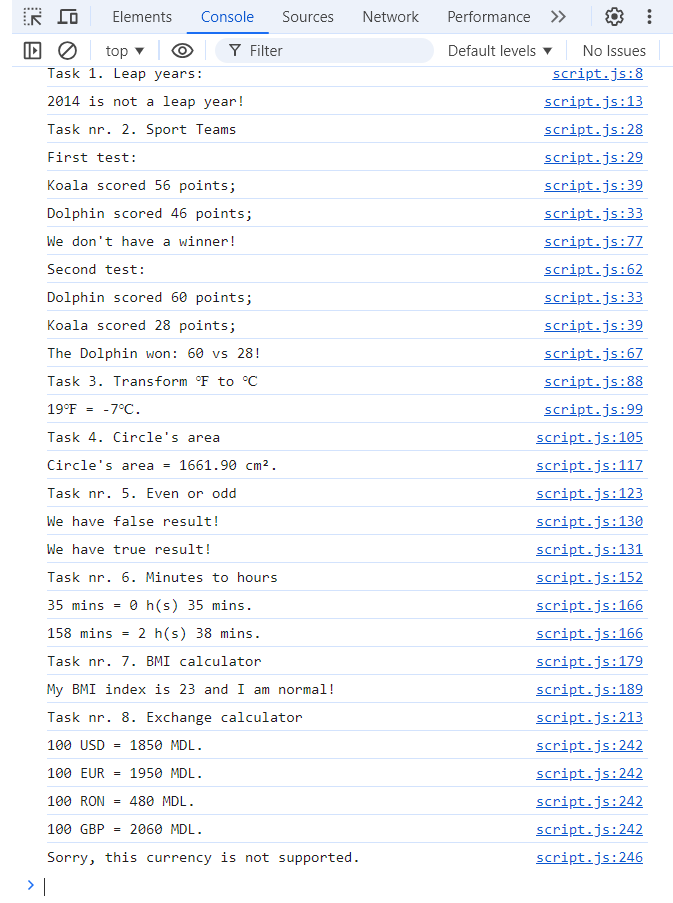 Elements Console Sources Network Performance
top ▼ Filter Default levels ▼ No Issues
Task 1. Leap years: script.js:8
2014 is not a leap year! script.js:13
Task nr. 2. Sport Teams script.js:28
First test: script.js:29
Koala scored 56 points; script.js:39
Dolphin scored 46 points; script.js:33
We don't have a winner! script.js:77
Second test: script.js:62
Dolphin scored 60 points; script.js:33
Koala scored 28 points; script.js:39
The Dolphin won: 60 vs 28! script.js:67
Task 3. Transform ℉ to ℃ script.js:88
19℉ = -7℃. script.js:99
Task 4. Circle's area script.js:105
Circle's area = 1661.90 cm². script.js:117
Task nr. 5. Even or odd script.js:123
We have false result! script.js:130
We have true result! script.js:131
Task nr. 6. Minutes to hours script.js:152
35 mins = 0 h(s) 35 mins. script.js:166
158 mins = 2 h(s) 38 mins. script.js:166
Task nr. 7. BMI calculator script.js:179
My BMI index is 23 and I am normal! script.js:189
Task nr. 8. Exchange calculator script.js:213
100 USD = 1850 MDL. script.js:242
100 EUR = 1950 MDL. script.js:242
100 RON = 480 MDL. script.js:242
100 GBP = 2060 MDL. script.js:242
Sorry, this currency is not supported. script.js:246